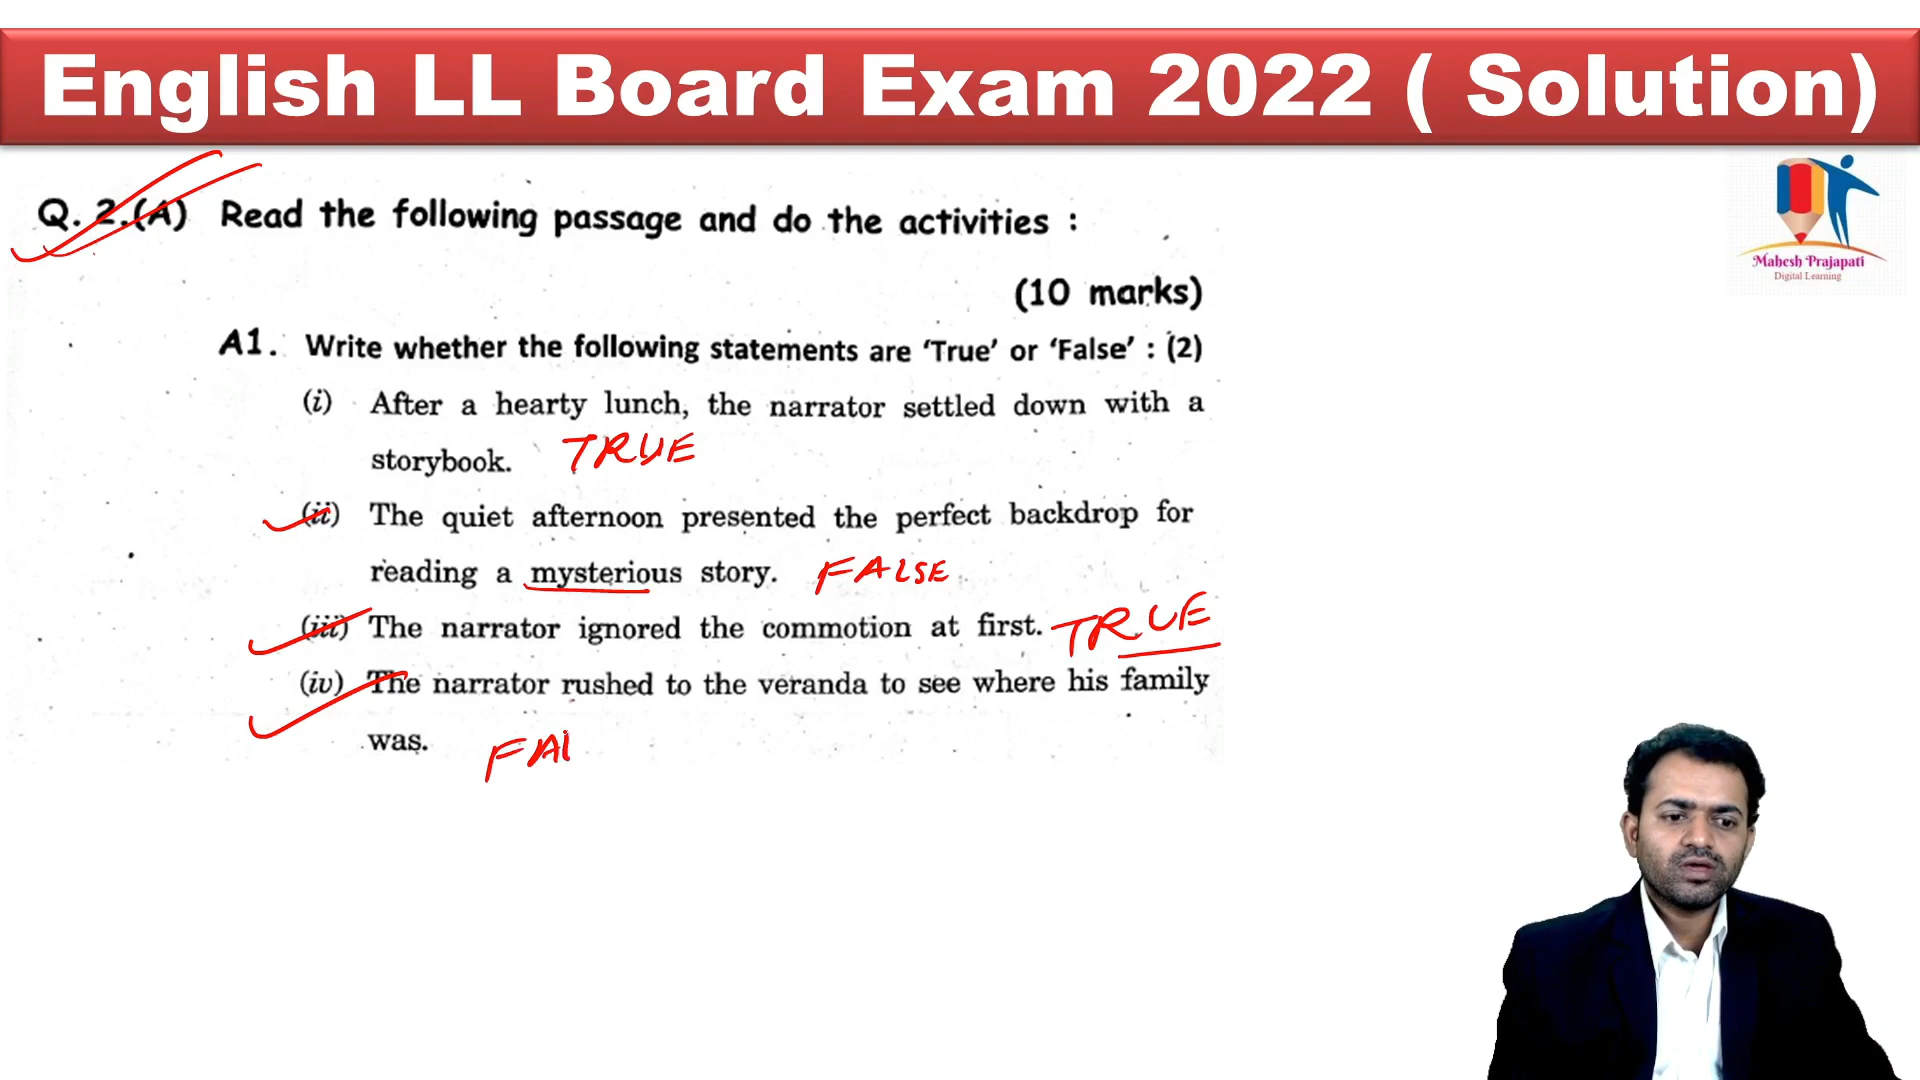 English LL Board Exam 2022 ( Solution)
Q. 2.(A) Read the following passage and do the activities :
Mahesh Prajapati
Digital Learning
(10 marks)
A1. Write whether the following statements are ‘True’ or ‘False’ : (2)
(i) After a hearty lunch, the narrator settled down with a
storybook. TRUE
(ii) The quiet afternoon presented the perfect backdrop for
reading a mysterious story. FALSE
(iii) The narrator ignored the commotion at first. TRUE
(iv) The narrator rushed to the veranda to see where his family
was. FAL